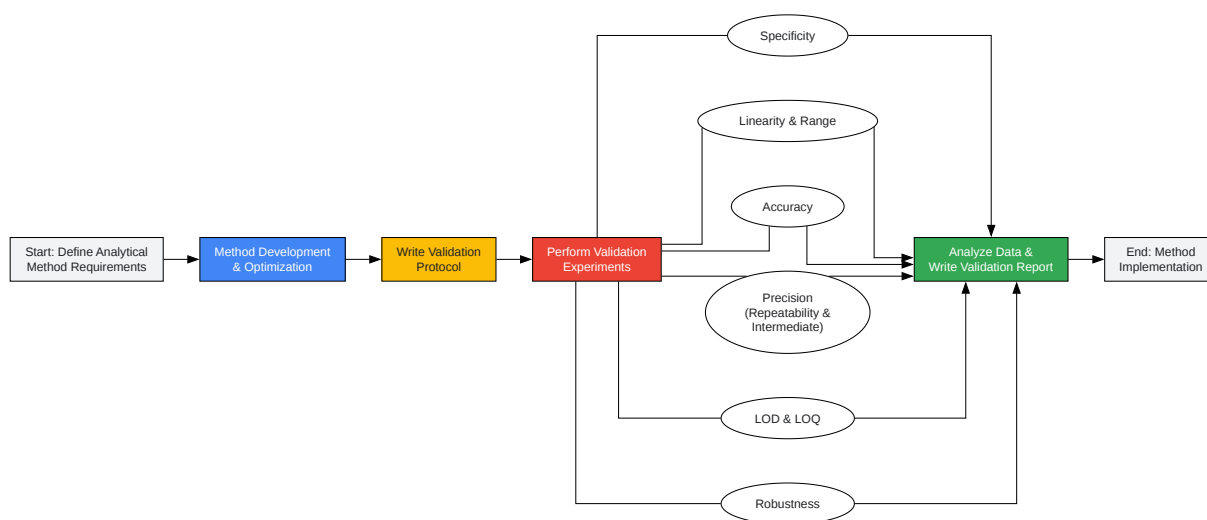 Specificity
Linearity & Range
Accuracy
Start: Define Analytical
Method Requirements
Method Development
& Optimization
Write Validation
Protocol
Perform Validation
Experiments
Analyze Data &
Write Validation Report
End: Method
Implementation
Precision
(Repeatability &
Intermediate)
LOD & LOQ
Robustness